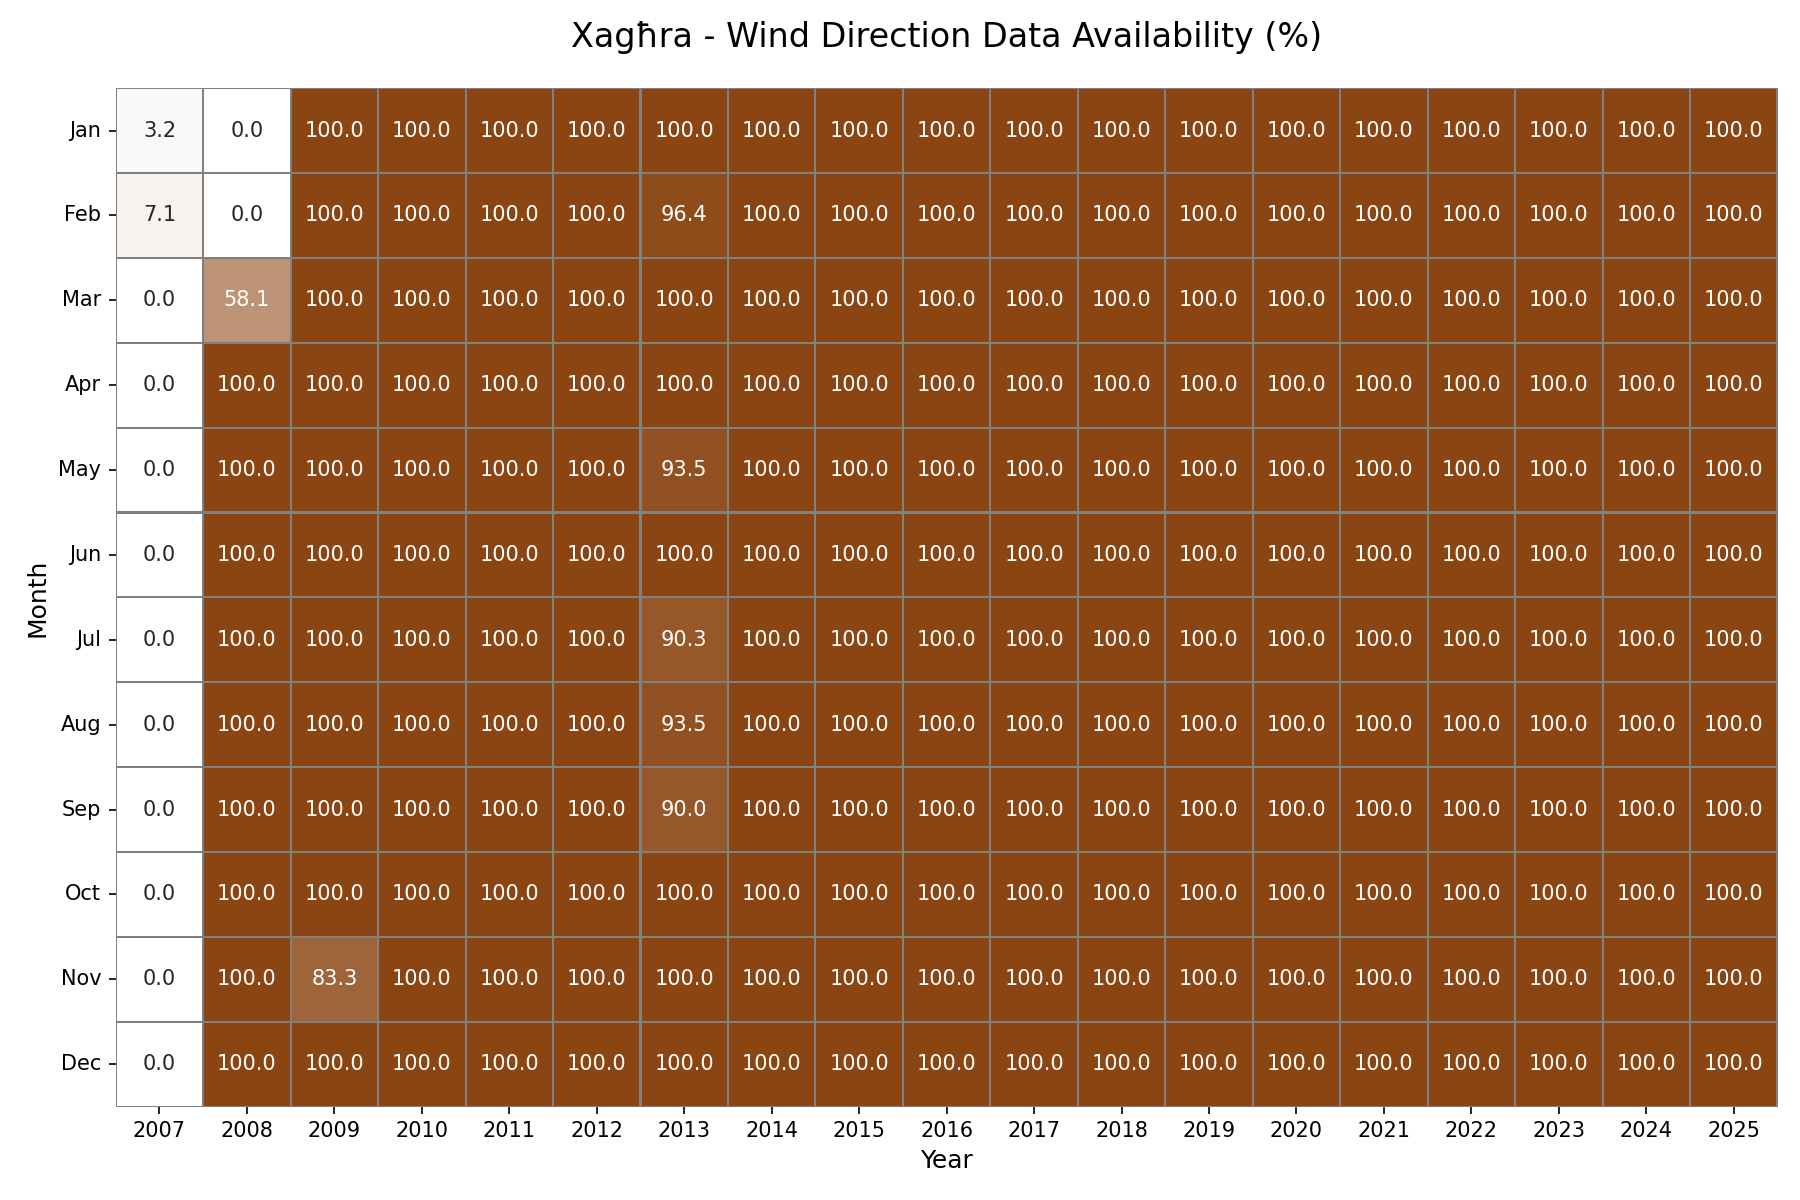 Xagħra - Wind Direction Data Availability (%)
Jan 3.2 0.0 100.0 100.0 100.0 100.0 100.0 100.0 100.0 100.0 100.0 100.0 100.0 100.0 100.0 100.0 100.0 100.0 100.0
Feb 7.1 0.0 100.0 100.0 100.0 100.0 96.4 100.0 100.0 100.0 100.0 100.0 100.0 100.0 100.0 100.0 100.0 100.0 100.0
Mar 0.0 58.1 100.0 100.0 100.0 100.0 100.0 100.0 100.0 100.0 100.0 100.0 100.0 100.0 100.0 100.0 100.0 100.0 100.0
Apr 0.0 100.0 100.0 100.0 100.0 100.0 100.0 100.0 100.0 100.0 100.0 100.0 100.0 100.0 100.0 100.0 100.0 100.0 100.0
May 0.0 100.0 100.0 100.0 100.0 100.0 93.5 100.0 100.0 100.0 100.0 100.0 100.0 100.0 100.0 100.0 100.0 100.0 100.0
Jun 0.0 100.0 100.0 100.0 100.0 100.0 100.0 100.0 100.0 100.0 100.0 100.0 100.0 100.0 100.0 100.0 100.0 100.0 100.0
Month
Jul 0.0 100.0 100.0 100.0 100.0 100.0 90.3 100.0 100.0 100.0 100.0 100.0 100.0 100.0 100.0 100.0 100.0 100.0 100.0
Aug 0.0 100.0 100.0 100.0 100.0 100.0 93.5 100.0 100.0 100.0 100.0 100.0 100.0 100.0 100.0 100.0 100.0 100.0 100.0
Sep 0.0 100.0 100.0 100.0 100.0 100.0 90.0 100.0 100.0 100.0 100.0 100.0 100.0 100.0 100.0 100.0 100.0 100.0 100.0
Oct 0.0 100.0 100.0 100.0 100.0 100.0 100.0 100.0 100.0 100.0 100.0 100.0 100.0 100.0 100.0 100.0 100.0 100.0 100.0
Nov 0.0 100.0 83.3 100.0 100.0 100.0 100.0 100.0 100.0 100.0 100.0 100.0 100.0 100.0 100.0 100.0 100.0 100.0 100.0
Dec 0.0 100.0 100.0 100.0 100.0 100.0 100.0 100.0 100.0 100.0 100.0 100.0 100.0 100.0 100.0 100.0 100.0 100.0 100.0
2007 2008 2009 2010 2011 2012 2013 2014 2015 2016 2017 2018 2019 2020 2021 2022 2023 2024 2025
Year